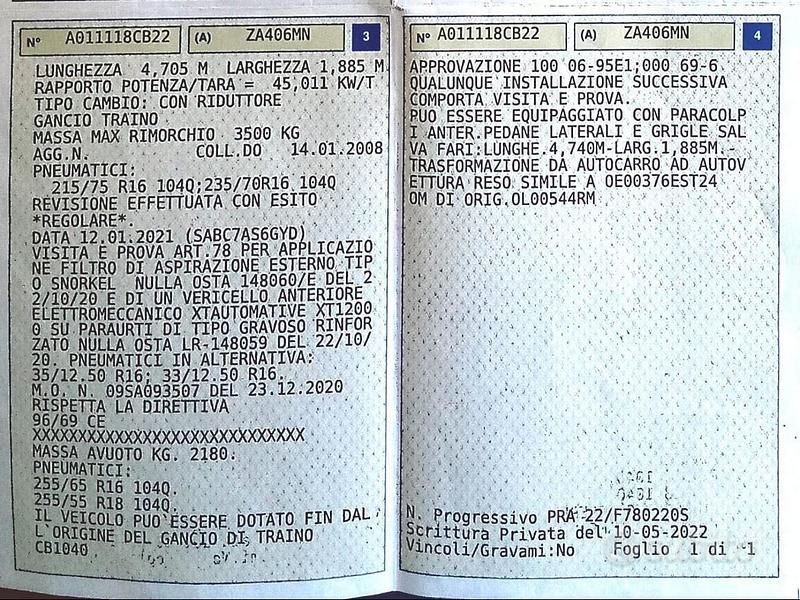 N° A011118CB22 (A) ZA406MN 3
LUNGHEZZA 4,705 M LARGHEZZA 1,885 M
RAPPORTO POTENZA/TARA = 45,011 KW/T
TIPO CAMBIO: CON RIDUTTORE
GANCIO TRAINO
MASSA MAX RIMORCHIO 3500 KG
AGG.N. COLL.DO 14.01.2008
PNEUMATICI:
215/75 R16 104Q;235/70R16 104Q
REVISIONE EFFETTUATA CON ESITO
*REGOLARE*.
DATA 12.01.2021 (SABC7AS6GYD)
VISITA E PROVA ART.78 PER APPLICAZIO
NE FILTRO DI ASPIRAZIONE ESTERNO TIP
O SNORKEL NULLA OSTA 148060/E DEL 2
2/10/20 E DI UN VERICELLO ANTERIORE
ELETTROMECCANICO XTAUTOMATIVE XT1200
0 SU PARAURTI DI TIPO GRAVOSO RINFOR
ZATO NULLA OSTA LR-148059 DEL 22/10/
20. PNEUMATICI IN ALTERNATIVA:
35/12.50 R16; 33/12.50 R16.
M.O. N. 09SA093507 DEL 23.12.2020
RISPETTA LA DIRETTIVA
96/69 CE
XXXXXXXXXXXXXXXXXXXXXXXXXXXXX
MASSA AVUOTO KG. 2180.
PNEUMATICI:
255/65 R16 104Q.
255/55 R18 104Q.
IL VEICOLO PUO'ESSERE DOTATO FIN DAL
L'ORIGINE DEL GANCIO DI TRAINO
CB1040
N° A011118CB22 (A) ZA406MN 4
APPROVAZIONE 100 06-95E1;000 69-6
QUALUNQUE INSTALLAZIONE SUCCESSIVA
COMPORTA VISITA E PROVA.
PUO ESSERE EQUIPAGGIATO CON PARACOLP
I ANTER.PEDANE LATERALI E GRIGLE SAL
VA FARI:LUNGHE.4,740M-LARG.1,885M.-
TRASFORMAZIONE DA AUTOCARRO AD AUTOV
ETTURA RESO SIMILE A OE00376EST24
OM DI ORIG.OL00544RM
N. Progressivo PRA 22/F780220S
Scrittura Privata del 10-05-2022
Vincoli/Gravami:No Foglio 1 di 1